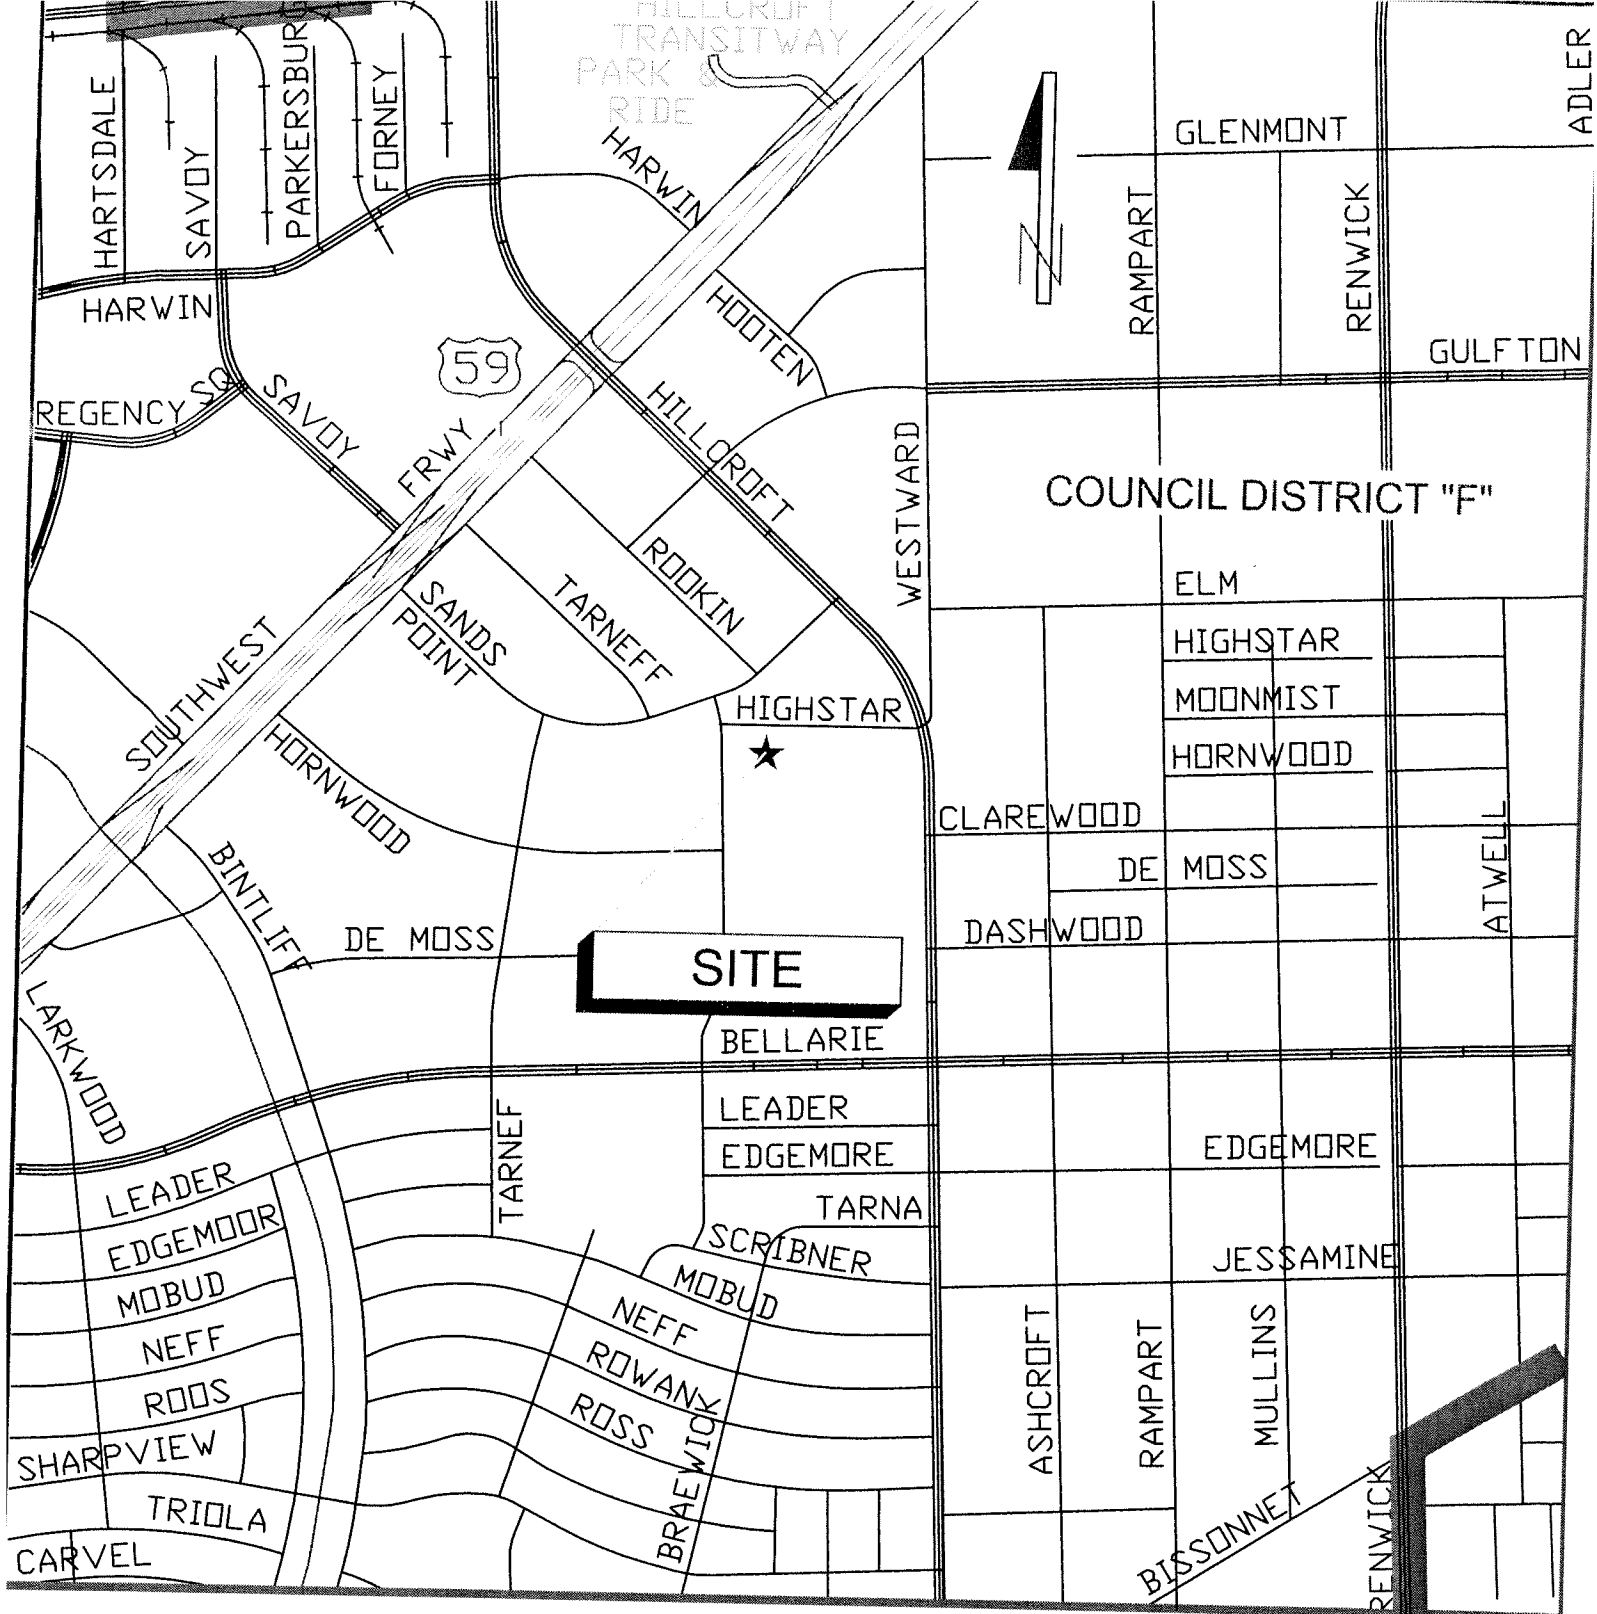 HILLCROFT
TRANSITWAY
PARK &
RIDE
ADLER
GLENMONT
HARTSDALE
SAVOY
PARKERSBURG
FORNEY
HARWIN
RAMPART
RENWICK
HARWIN
HOOTEN
GULFTON
59
REGENCY SQ
SAVOY
FRWY
HILLCROFT
WESTWARD
COUNCIL DISTRICT "F"
ROOKIN
TARNEFF
SANDS
POINT
ELM
HIGHSTAR
MOONMIST
HORNWOOD
SOUTHWEST
HIGHSTAR
HORNWOOD
CLAREWOOD
DE MOSS
ATWELL
BINTLIFF
DE MOSS
DASHWOOD
SITE
LARKWOOD
BELLARIE
LEADER
EDGEMORE
EDGEMORE
TARNEF
LEADER
EDGEMOOR
TARNA
SCRIBNER
JESSAMINE
MOBUD
MOBUD
NEFF
NEFF
ROWANX
ROOS
ROSS
ASHCROFT
RAMPART
MULLINS
BRAEWICK
SHARPVIEW
TRIOLA
CARVEL
BISSONNET
RENWICK